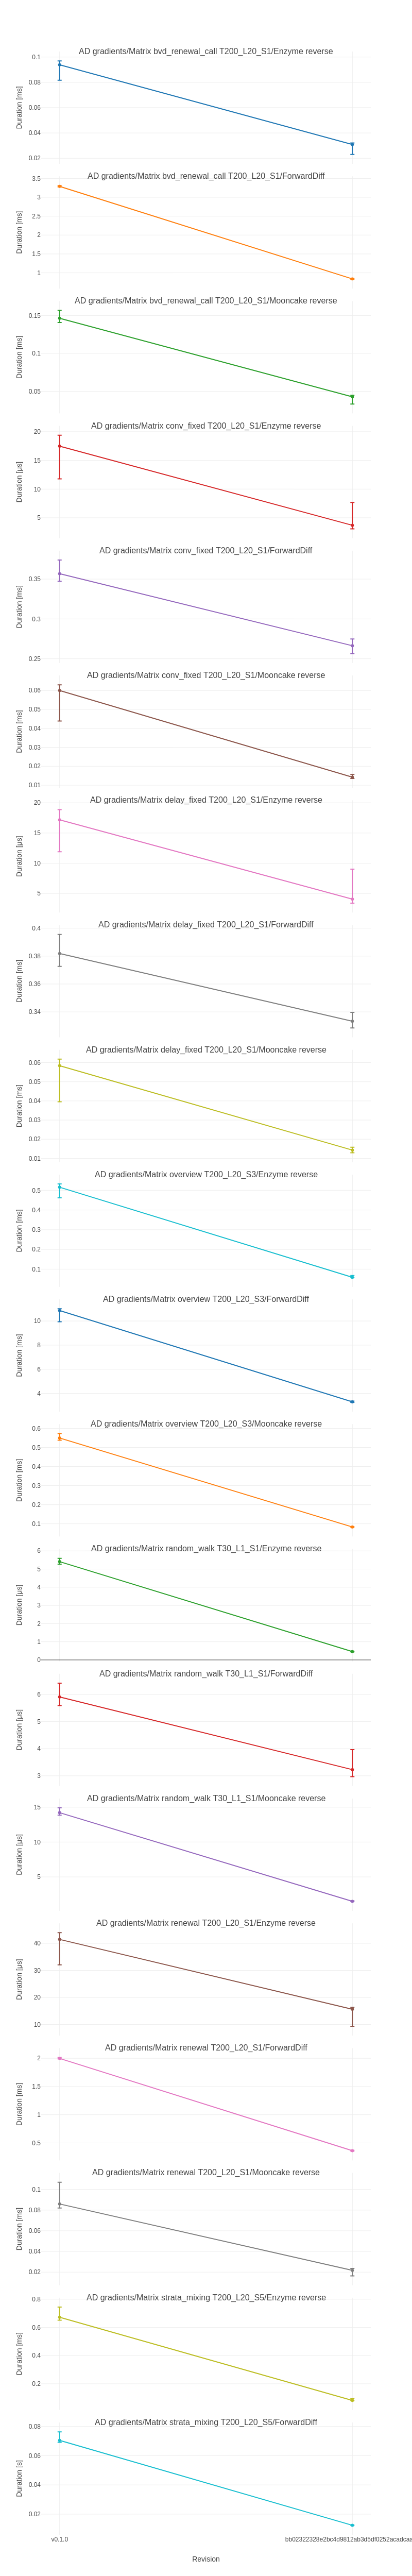 AD gradients/Matrix bvd_renewal_call T200_L20_S1/Enzyme reverse
0.1
0.08
0.06
0.04
0.02
Duration [ms]
AD gradients/Matrix bvd_renewal_call T200_L20_S1/ForwardDiff
3.5
3
2.5
2
1.5
1
Duration [ms]
AD gradients/Matrix bvd_renewal_call T200_L20_S1/Mooncake reverse
0.15
0.1
0.05
Duration [ms]
AD gradients/Matrix conv_fixed T200_L20_S1/Enzyme reverse
20
15
10
5
Duration [µs]
AD gradients/Matrix conv_fixed T200_L20_S1/ForwardDiff
0.35
0.3
0.25
Duration [ms]
AD gradients/Matrix conv_fixed T200_L20_S1/Mooncake reverse
0.06
0.05
0.04
0.03
0.02
0.01
Duration [ms]
AD gradients/Matrix delay_fixed T200_L20_S1/Enzyme reverse
20
15
10
5
Duration [µs]
AD gradients/Matrix delay_fixed T200_L20_S1/ForwardDiff
0.4
0.38
0.36
0.34
Duration [ms]
AD gradients/Matrix delay_fixed T200_L20_S1/Mooncake reverse
0.06
0.05
0.04
0.03
0.02
0.01
Duration [ms]
AD gradients/Matrix overview T200_L20_S3/Enzyme reverse
0.5
0.4
0.3
0.2
0.1
Duration [ms]
AD gradients/Matrix overview T200_L20_S3/ForwardDiff
10
8
6
4
Duration [ms]
AD gradients/Matrix overview T200_L20_S3/Mooncake reverse
0.6
0.5
0.4
0.3
0.2
0.1
Duration [ms]
AD gradients/Matrix random_walk T30_L1_S1/Enzyme reverse
6
5
4
3
2
1
0
Duration [µs]
AD gradients/Matrix random_walk T30_L1_S1/ForwardDiff
6
5
4
3
Duration [µs]
AD gradients/Matrix random_walk T30_L1_S1/Mooncake reverse
15
10
5
Duration [µs]
AD gradients/Matrix renewal T200_L20_S1/Enzyme reverse
40
30
20
10
Duration [µs]
AD gradients/Matrix renewal T200_L20_S1/ForwardDiff
2
1.5
1
0.5
Duration [ms]
AD gradients/Matrix renewal T200_L20_S1/Mooncake reverse
0.1
0.08
0.06
0.04
0.02
Duration [ms]
AD gradients/Matrix strata_mixing T200_L20_S5/Enzyme reverse
0.8
0.6
0.4
0.2
Duration [ms]
AD gradients/Matrix strata_mixing T200_L20_S5/ForwardDiff
0.08
0.06
0.04
0.02
Duration [s]
v0.1.0
Revision